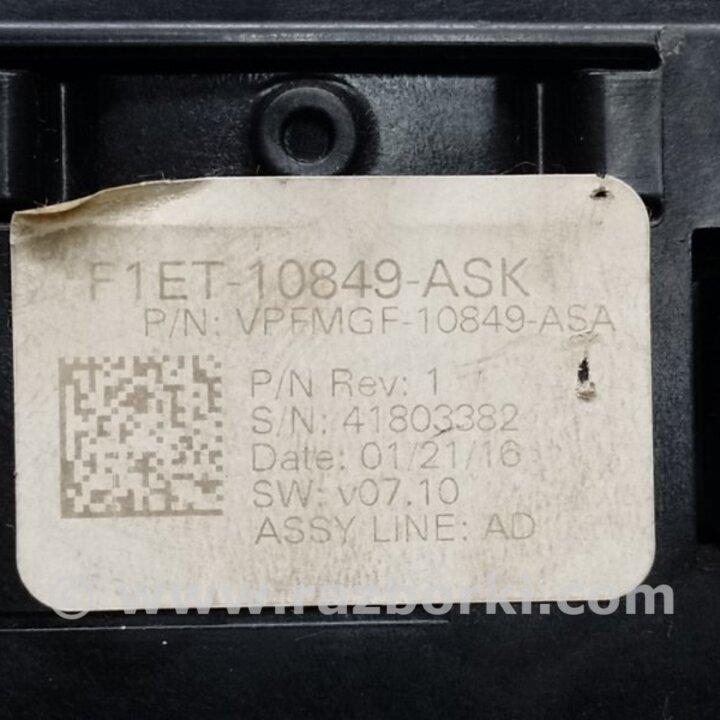 F1ET-10849-ASK
P/N: VPFMGF-10849-ASA
P/N Rev: 1
S/N: 41803382
Date: 01/21/16
SW: v07.10
ASSY LINE: AD
© www.razborki.com